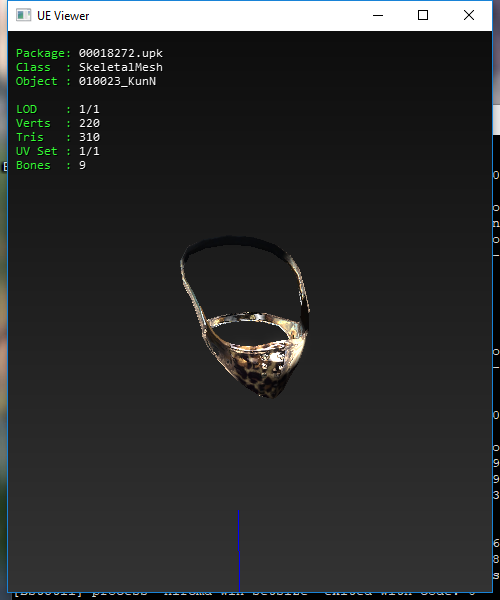 UE Viewer
Package: 00018272.upk
Class : SkeletalMesh
Object : 010023_KunN
LOD : 1/1
Verts : 220
Tris : 310
UV Set : 1/1
Bones : 9